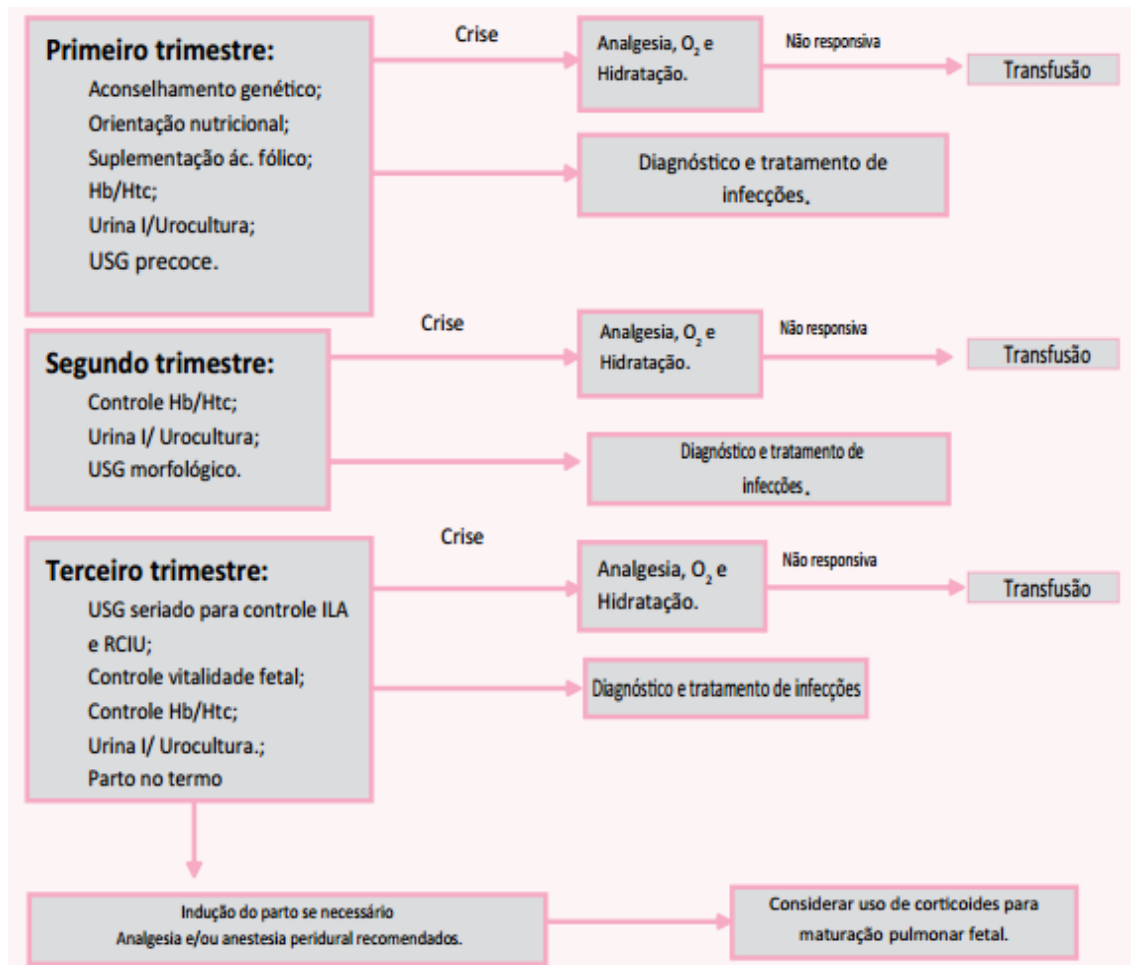 Primeiro trimestre:
Aconselhamento genético;
Orientação nutricional;
Suplementação ác. fólico;
Hb/Htc;
Urina I/Urocultura;
USG precoce.
Crise
Analgesia, O2 e
Hidratação.
Não responsiva
Transfusão
Diagnóstico e tratamento de
infecções.
Segundo trimestre:
Controle Hb/Htc;
Urina I/ Urocultura;
USG morfológico.
Crise
Analgesia, O2 e
Hidratação.
Não responsiva
Transfusão
Diagnóstico e tratamento de
infecções.
Terceiro trimestre:
USG seriado para controle ILA
e RCIU;
Controle vitalidade fetal;
Controle Hb/Htc;
Urina I/ Urocultura.;
Parto no termo
Crise
Analgesia, O2 e
Hidratação.
Não responsiva
Transfusão
Diagnóstico e tratamento de infecções
Indução do parto se necessário
Analgesia e/ou anestesia peridural recomendados.
Considerar uso de corticoides para
maturação pulmonar fetal.